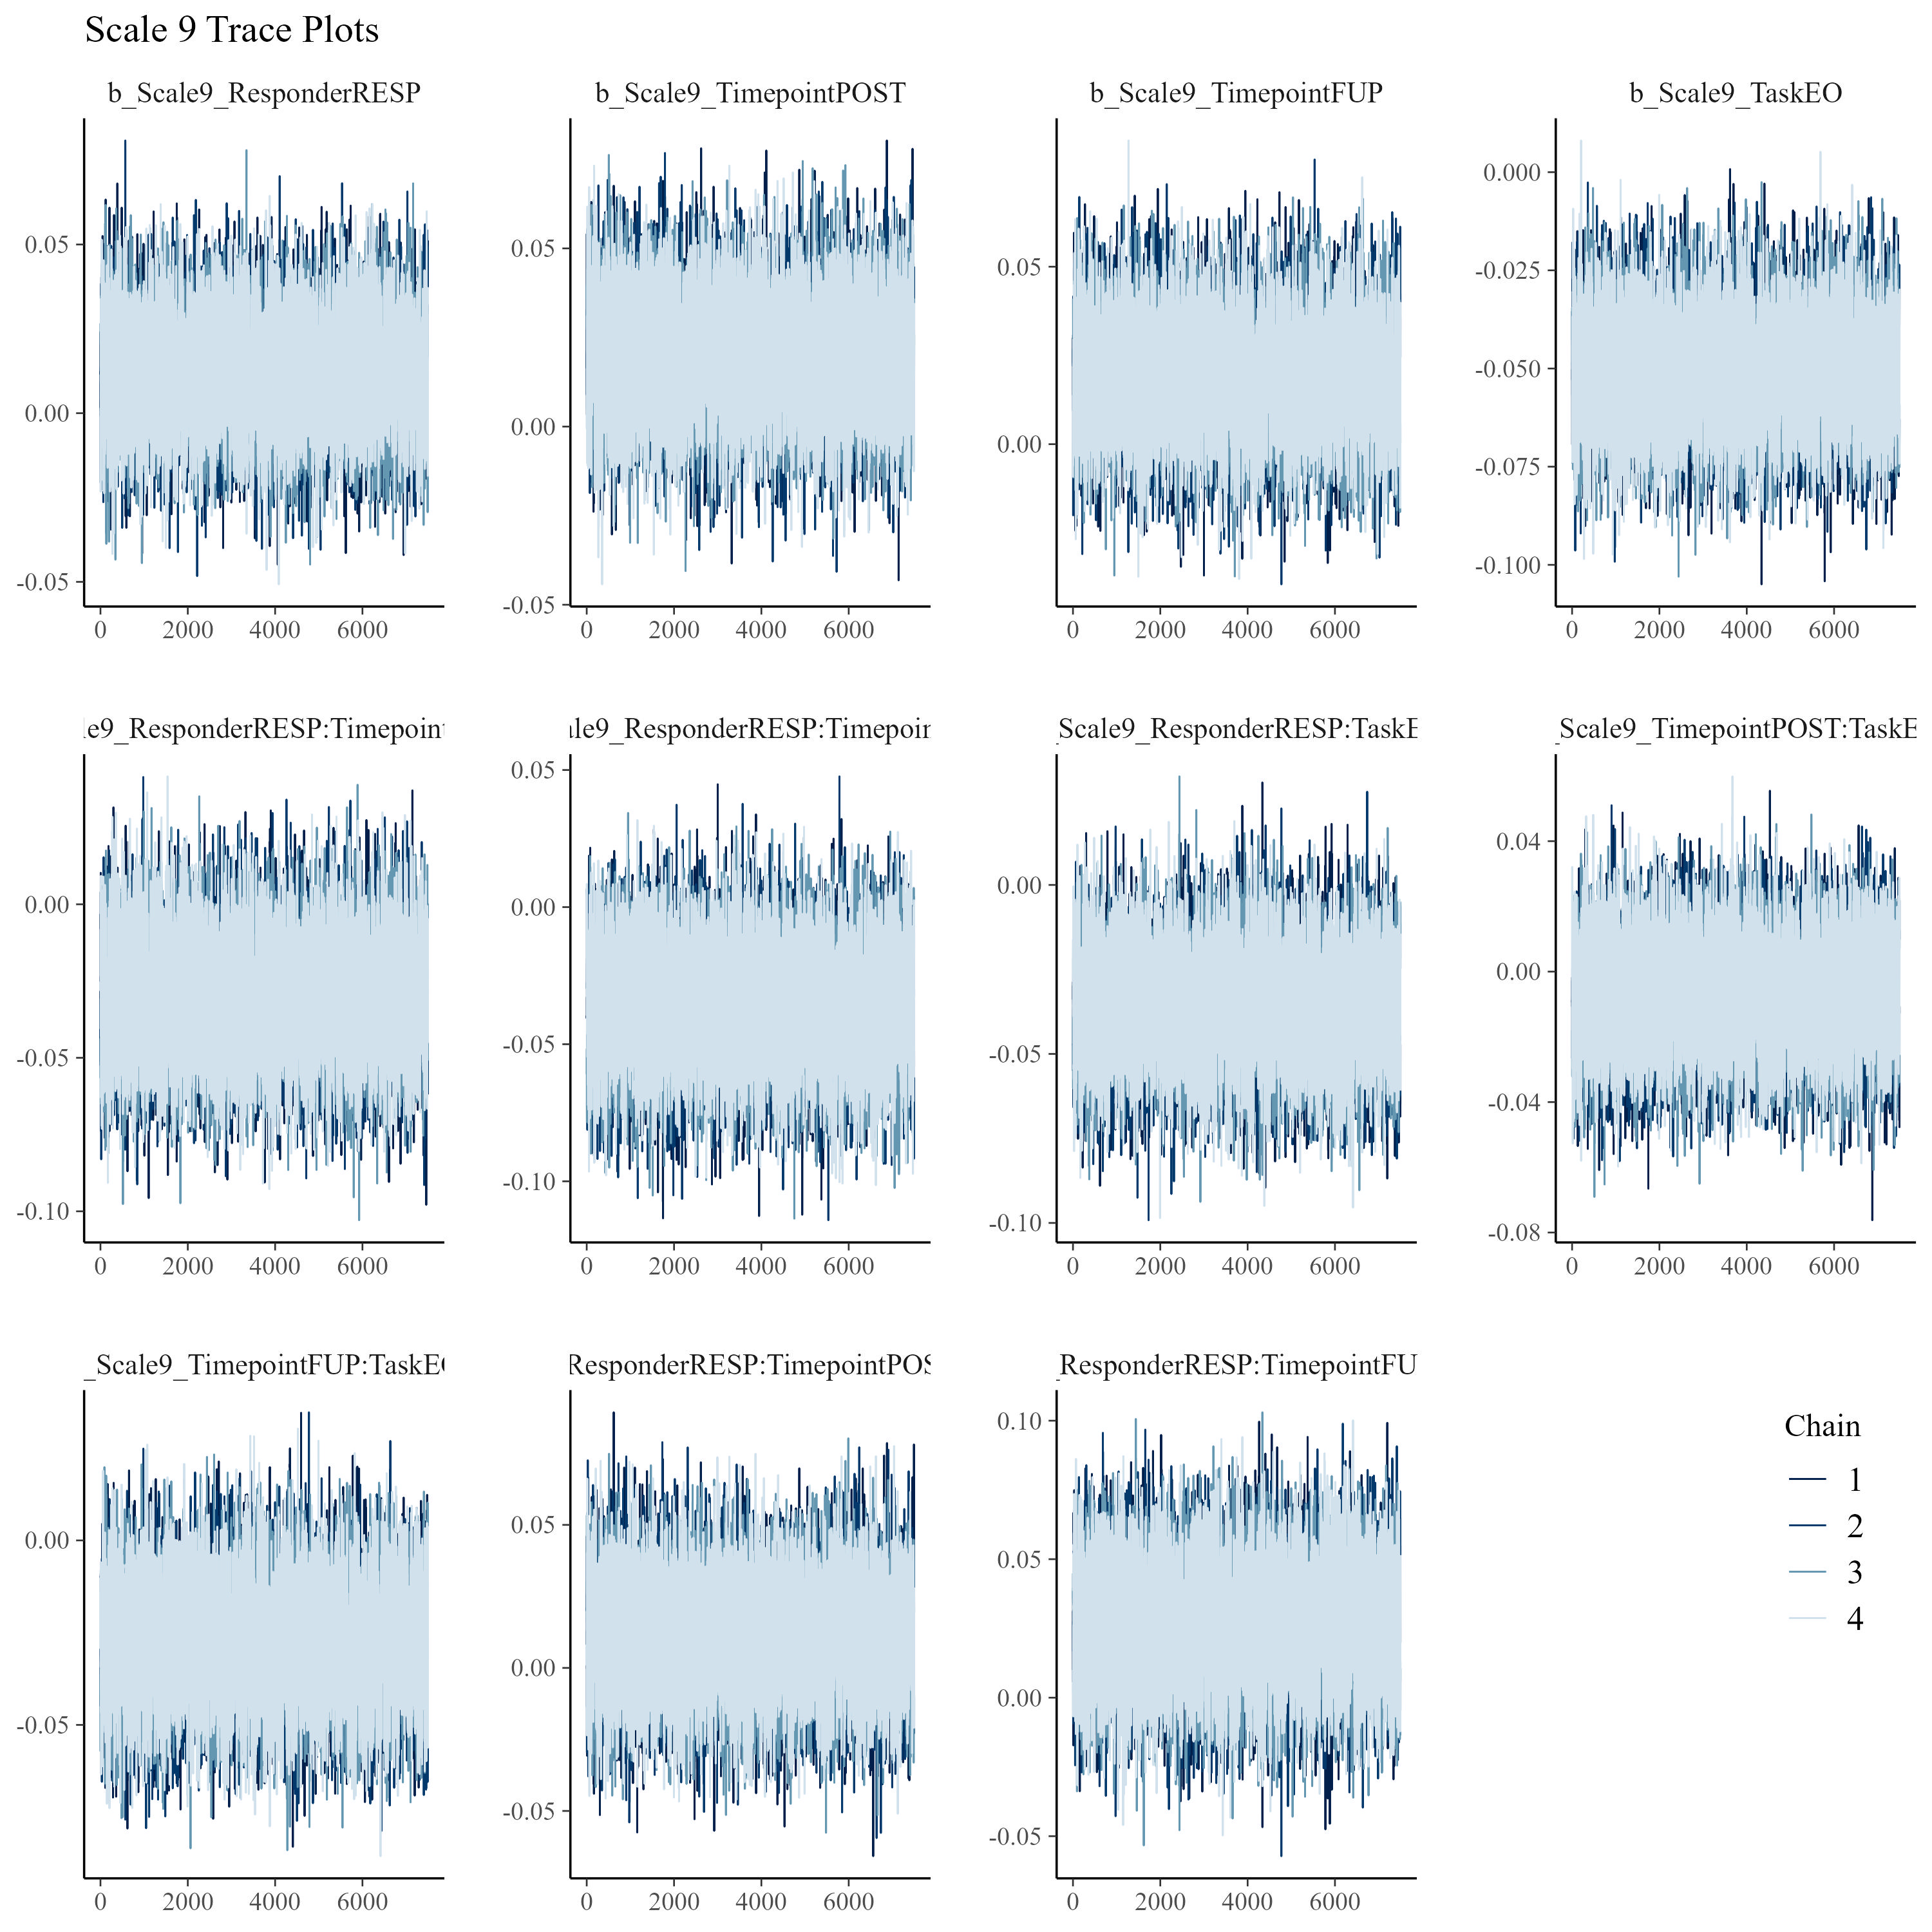 Scale 9 Trace Plots
b_Scale9_ResponderRESP
b_Scale9_TimepointPOST
b_Scale9_TimepointFUP
b_Scale9_TaskEO
0.05
0.00
-0.05
0 2000 4000 6000
0.05
0.00
-0.05
0 2000 4000 6000
0.05
0.00
0 2000 4000 6000
0.000
-0.025
-0.050
-0.075
-0.100
0 2000 4000 6000
le9_ResponderRESP:Timepoint
ale9_ResponderRESP:Timepoin
_Scale9_ResponderRESP:TaskE
_Scale9_TimepointPOST:TaskE
0.00
-0.05
-0.10
0 2000 4000 6000
0.05
0.00
-0.05
-0.10
0 2000 4000 6000
0.00
-0.05
-0.10
0 2000 4000 6000
0.04
0.00
-0.04
-0.08
0 2000 4000 6000
_Scale9_TimepointFUP:TaskEO
ResponderRESP:TimepointPOS
_ResponderRESP:TimepointFU
0.00
-0.05
0 2000 4000 6000
0.05
0.00
-0.05
0 2000 4000 6000
0.10
0.05
0.00
-0.05
0 2000 4000 6000
Chain
1
2
3
4